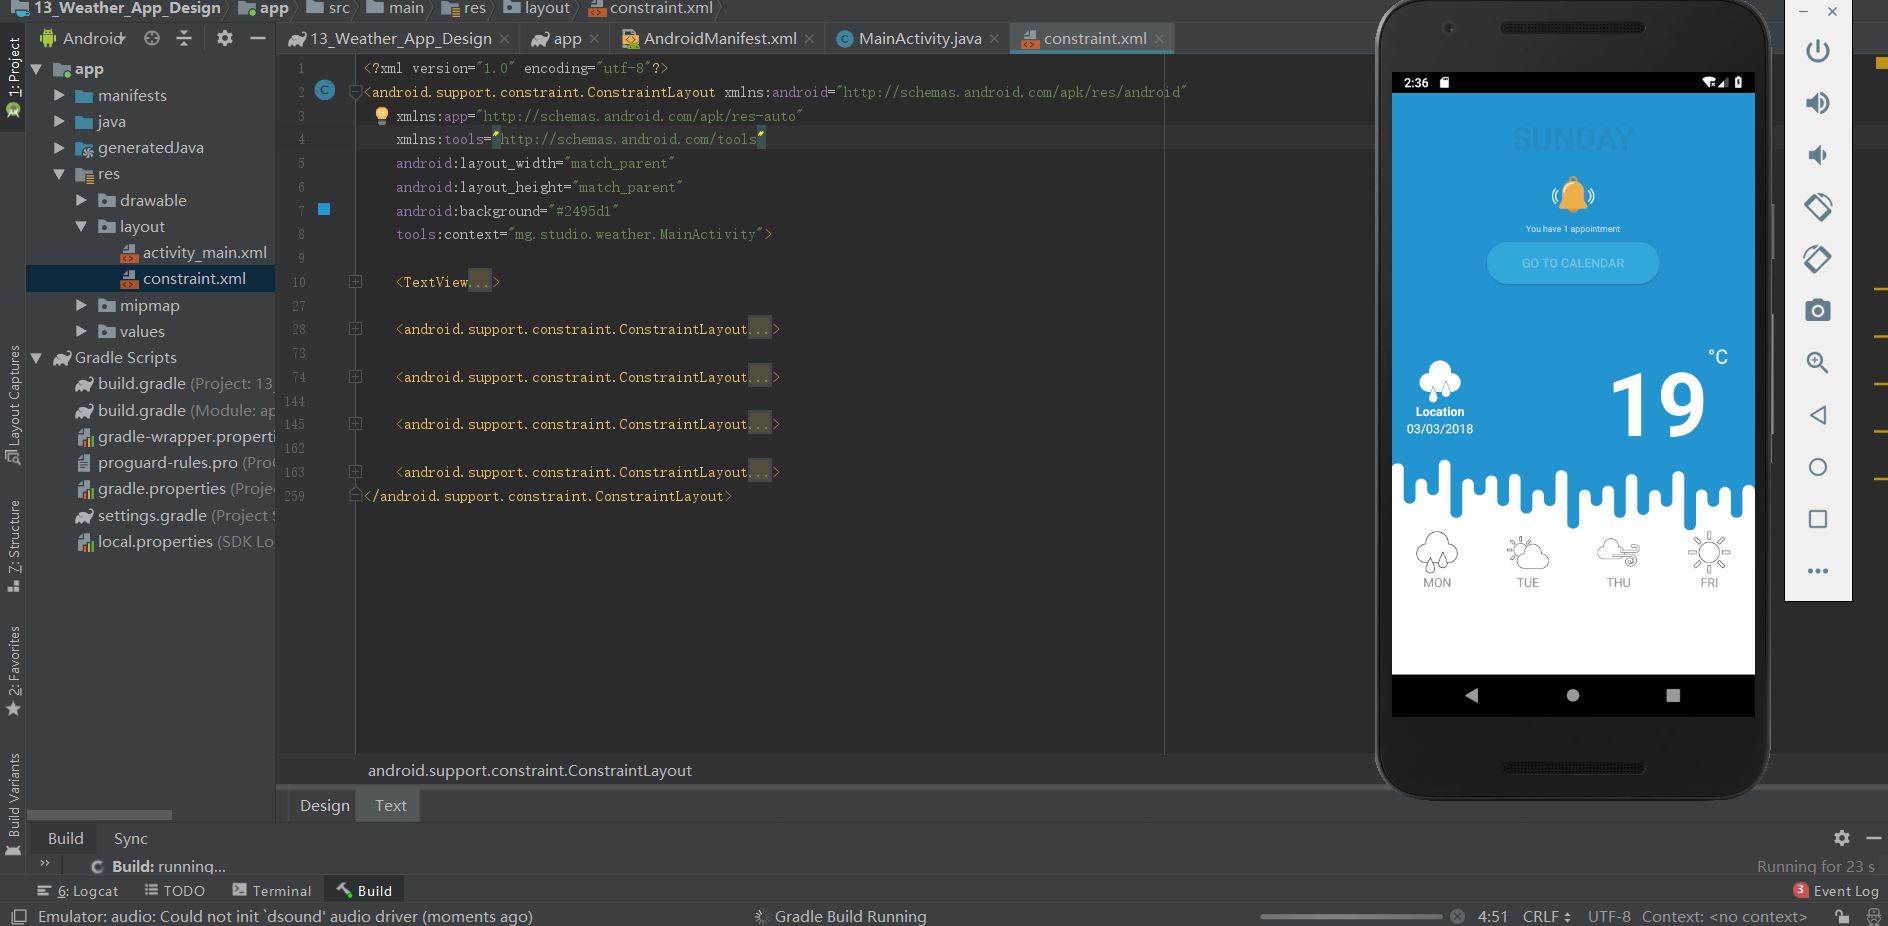 13_Weather_App_Design app src main res layout constraint.xml
Android
13_Weather_App_Design app AndroidManifest.xml MainActivity.java constraint.xml
1: Project
Layout Captures
Z: Structure
2: Favorites
Build Variants
app
manifests
java
generatedJava
res
drawable
layout
activity_main.xml
constraint.xml
mipmap
values
Gradle Scripts
build.gradle (Project: 13_
build.gradle (Module: ap
gradle-wrapper.properti
proguard-rules.pro (Pro
gradle.properties (Proje
settings.gradle (Project S
local.properties (SDK Lo
1 <?xml version="1.0" encoding="utf-8"?>
2 <android.support.constraint.ConstraintLayout xmlns:android="http://schemas.android.com/apk/res/android"
3 xmlns:app="http://schemas.android.com/apk/res-auto"
4 xmlns:tools="http://schemas.android.com/tools"
5 android:layout_width="match_parent"
6 android:layout_height="match_parent"
7 android:background="#2495d1"
8 tools:context="mg.studio.weather.MainActivity">
9
10 <TextView...>
27
28 <android.support.constraint.ConstraintLayout...>
73
74 <android.support.constraint.ConstraintLayout...>
144
145 <android.support.constraint.ConstraintLayout...>
162
163 <android.support.constraint.ConstraintLayout...>
259 </android.support.constraint.ConstraintLayout>
android.support.constraint.ConstraintLayout
Design Text
2:36
SUNDAY
You have 1 appointment
GO TO CALENDAR
°C
19
Location
03/03/2018
MON TUE THU FRI
Build Sync
Build: running...
Running for 23 s
6: Logcat TODO Terminal Build
3 Event Log
Emulator: audio: Could not init `dsound' audio driver (moments ago)
Gradle Build Running
4:51 CRLF UTF-8 Context: <no context>